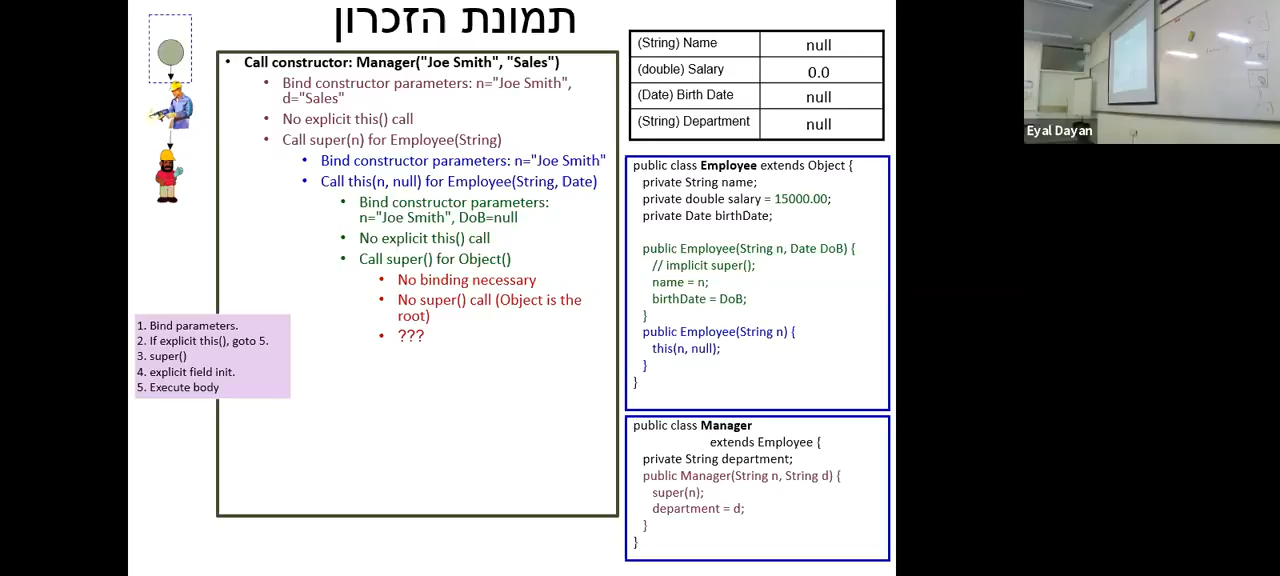 תמונת הזכרון
• Call constructor: Manager("Joe Smith", "Sales")
• Bind constructor parameters: n="Joe Smith",
d="Sales"
• No explicit this() call
• Call super(n) for Employee(String)
• Bind constructor parameters: n="Joe Smith"
• Call this(n, null) for Employee(String, Date)
• Bind constructor parameters:
n="Joe Smith", DoB=null
• No explicit this() call
• Call super() for Object()
• No binding necessary
• No super() call (Object is the
root)
• ???
1. Bind parameters.
2. If explicit this(), goto 5.
3. super()
4. explicit field init.
5. Execute body
(String) Name null
(double) Salary 0.0
(Date) Birth Date null
(String) Department null
public class Employee extends Object {
private String name;
private double salary = 15000.00;
private Date birthDate;
public Employee(String n, Date DoB) {
// implicit super();
name = n;
birthDate = DoB;
}
public Employee(String n) {
this(n, null);
}
}
public class Manager
extends Employee {
private String department;
public Manager(String n, String d) {
super(n);
department = d;
}
}
Eyal Dayan